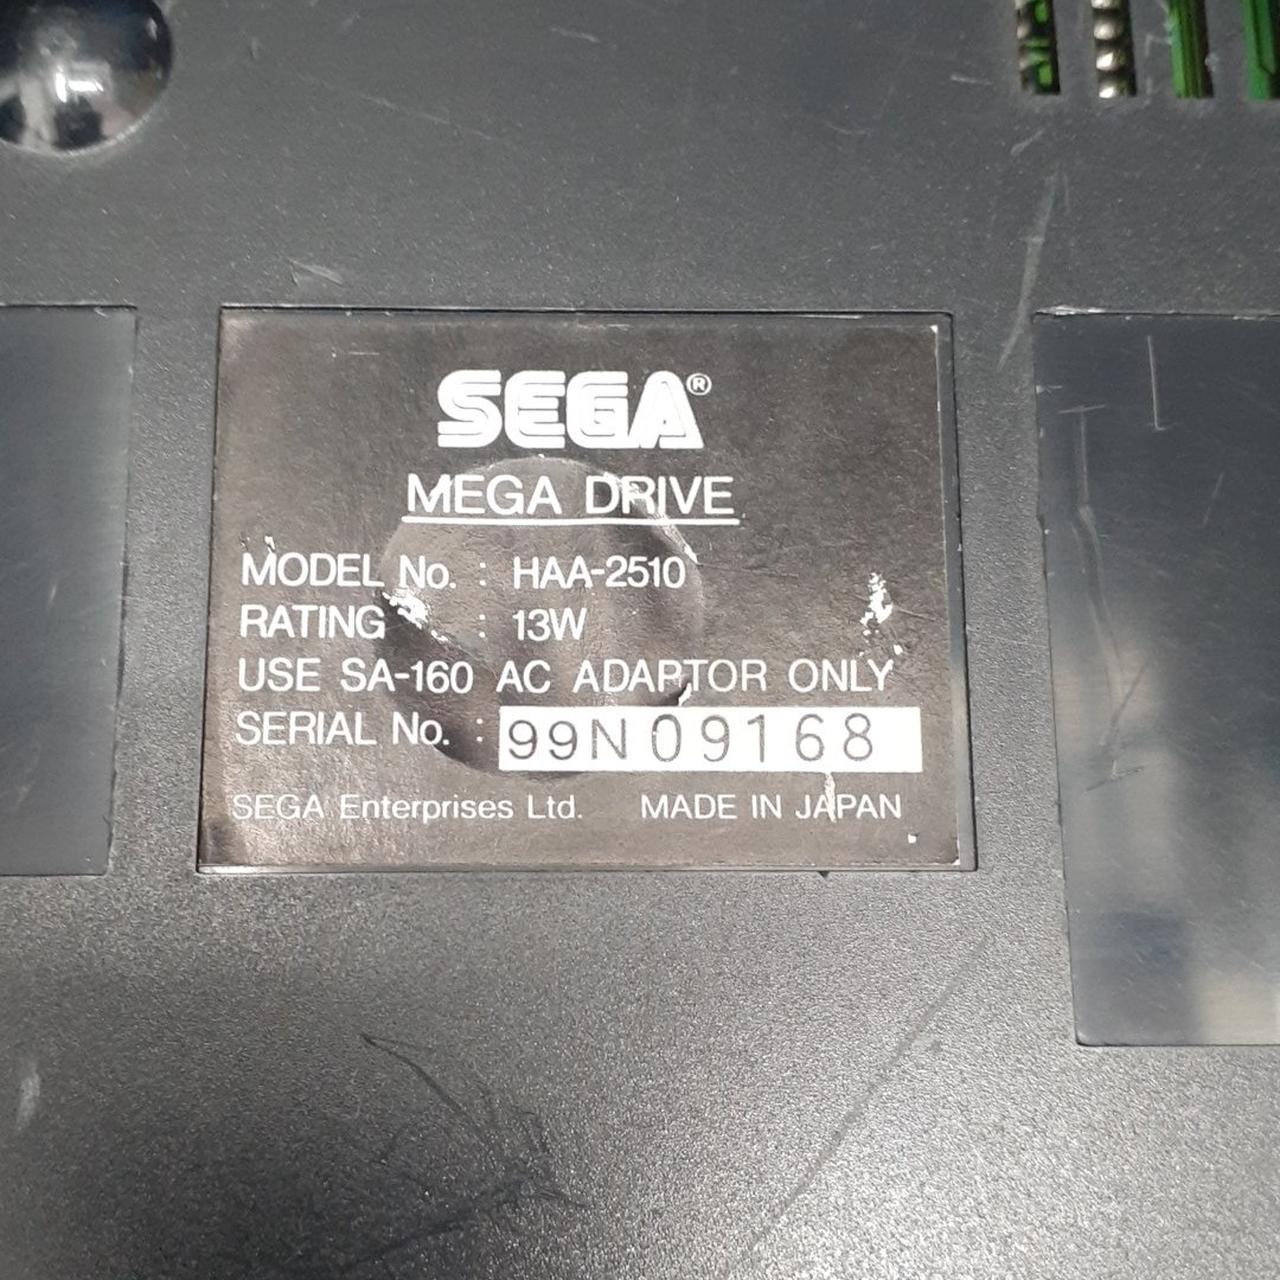 SEGA®
MEGA DRIVE
MODEL No. : HAA-2510
RATING : 13W
USE SA-160 AC ADAPTOR ONLY
SERIAL No. : 99N09168
SEGA Enterprises Ltd. MADE IN JAPAN